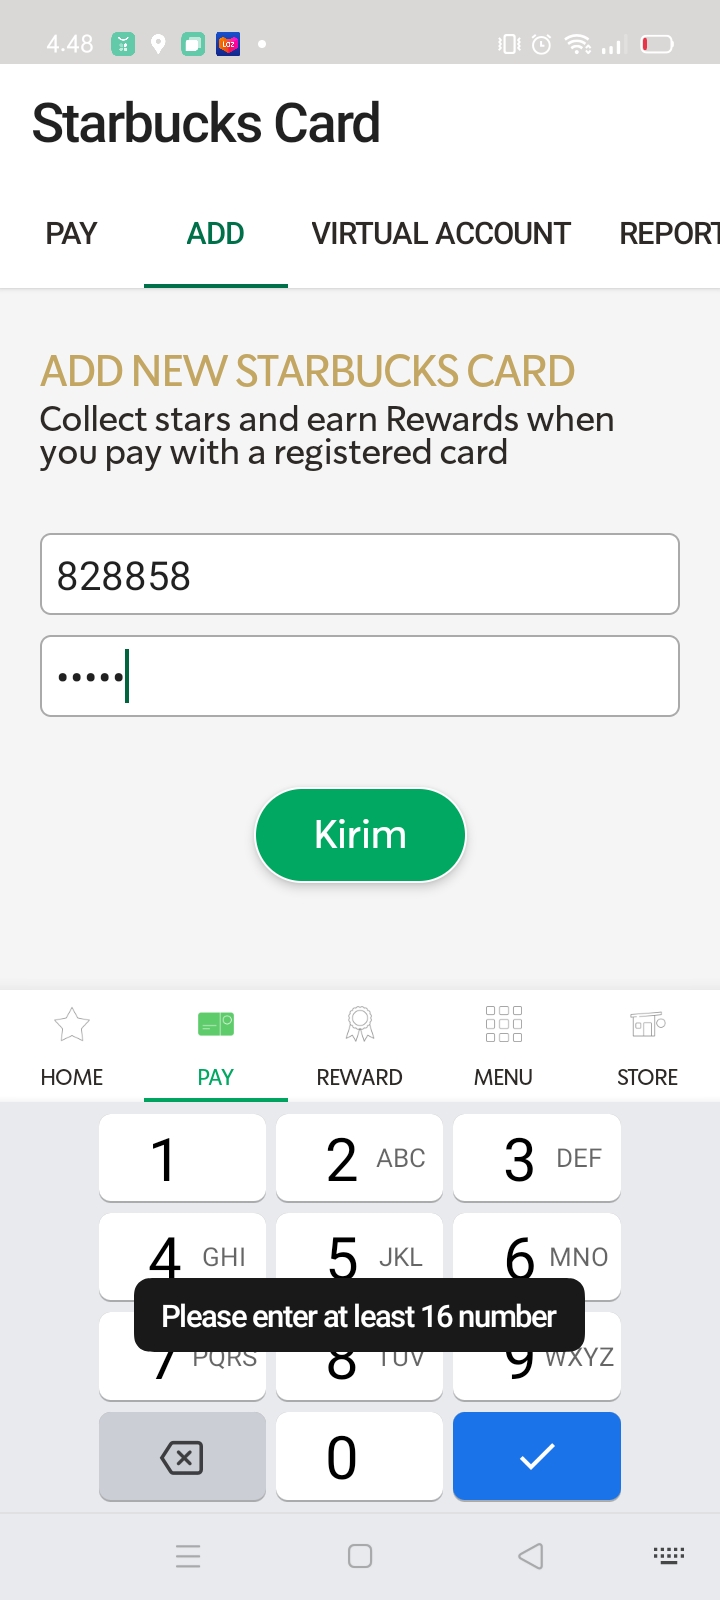 4.48
Laz
Starbucks Card
PAY ADD VIRTUAL ACCOUNT REPORT
ADD NEW STARBUCKS CARD
Collect stars and earn Rewards when
you pay with a registered card
828858
•••••
Kirim
HOME PAY REWARD MENU STORE
1 2 ABC 3 DEF
4 GHI 5 JKL 6 MNO
Please enter at least 16 number
7 PQRS 8 TUV 9 WXYZ
0